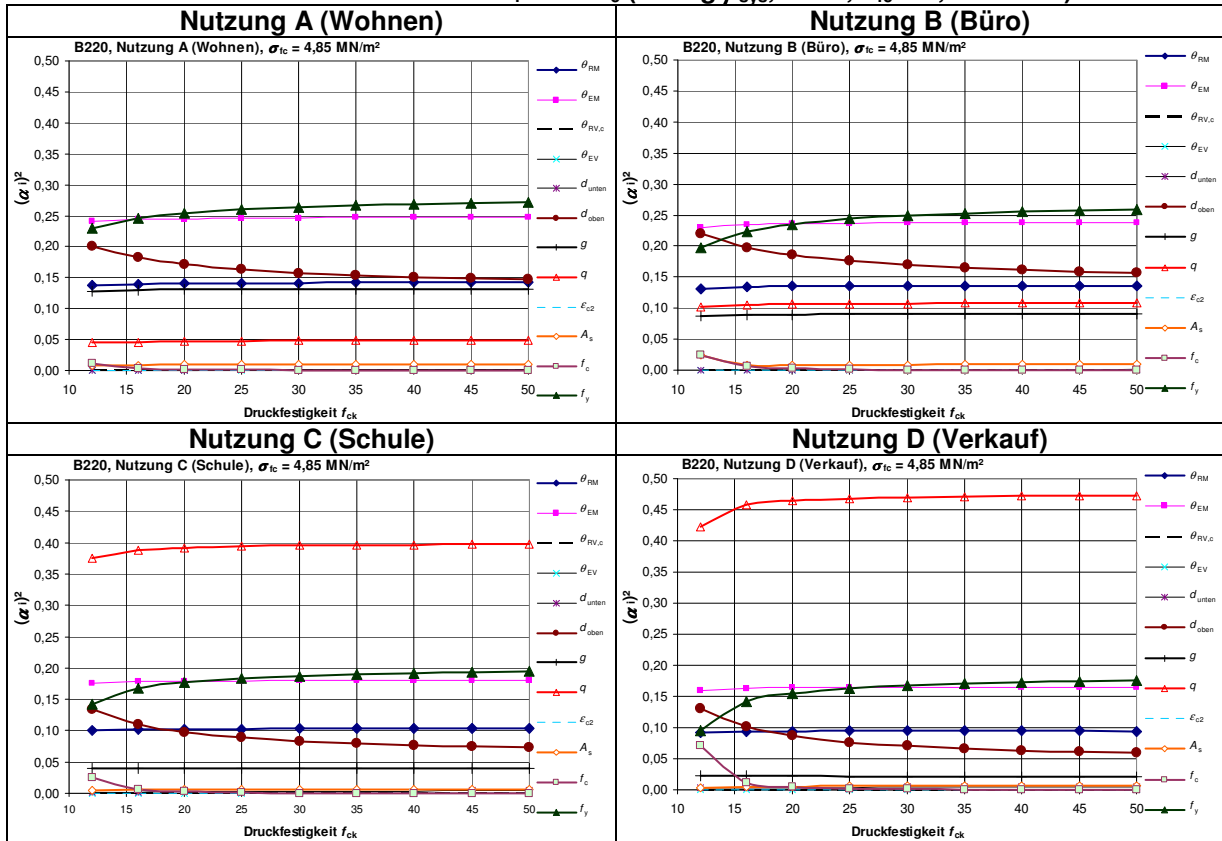 Nutzung A (Wohnen)
B220, Nutzung A (Wohnen), σfc = 4,85 MN/m²
0,50
0,45
0,40
0,35
0,30
0,25
0,20
0,15
0,10
0,05
0,00
(αi)²
10 15 20 25 30 35 40 45 50
Druckfestigkeit fck
θRM
θEM
θRV,c
θEV
dunten
doben
g
q
εc2
As
fc
fy
Nutzung B (Büro)
B220, Nutzung B (Büro), σfc = 4,85 MN/m²
0,50
0,45
0,40
0,35
0,30
0,25
0,20
0,15
0,10
0,05
0,00
(αi)²
10 15 20 25 30 35 40 45 50
Druckfestigkeit fck
θRM
θEM
θRV,c
θEV
dunten
doben
g
q
εc2
As
fc
fy
Nutzung C (Schule)
B220, Nutzung C (Schule), σfc = 4,85 MN/m²
0,50
0,45
0,40
0,35
0,30
0,25
0,20
0,15
0,10
0,05
0,00
(αi)²
10 15 20 25 30 35 40 45 50
Druckfestigkeit fck
θRM
θEM
θRV,c
θEV
dunten
doben
g
q
εc2
As
fc
fy
Nutzung D (Verkauf)
B220, Nutzung D (Verkauf), σfc = 4,85 MN/m²
0,50
0,45
0,40
0,35
0,30
0,25
0,20
0,15
0,10
0,05
0,00
(αi)²
10 15 20 25 30 35 40 45 50
Druckfestigkeit fck
θRM
θEM
θRV,c
θEV
dunten
doben
g
q
εc2
As
fc
fy